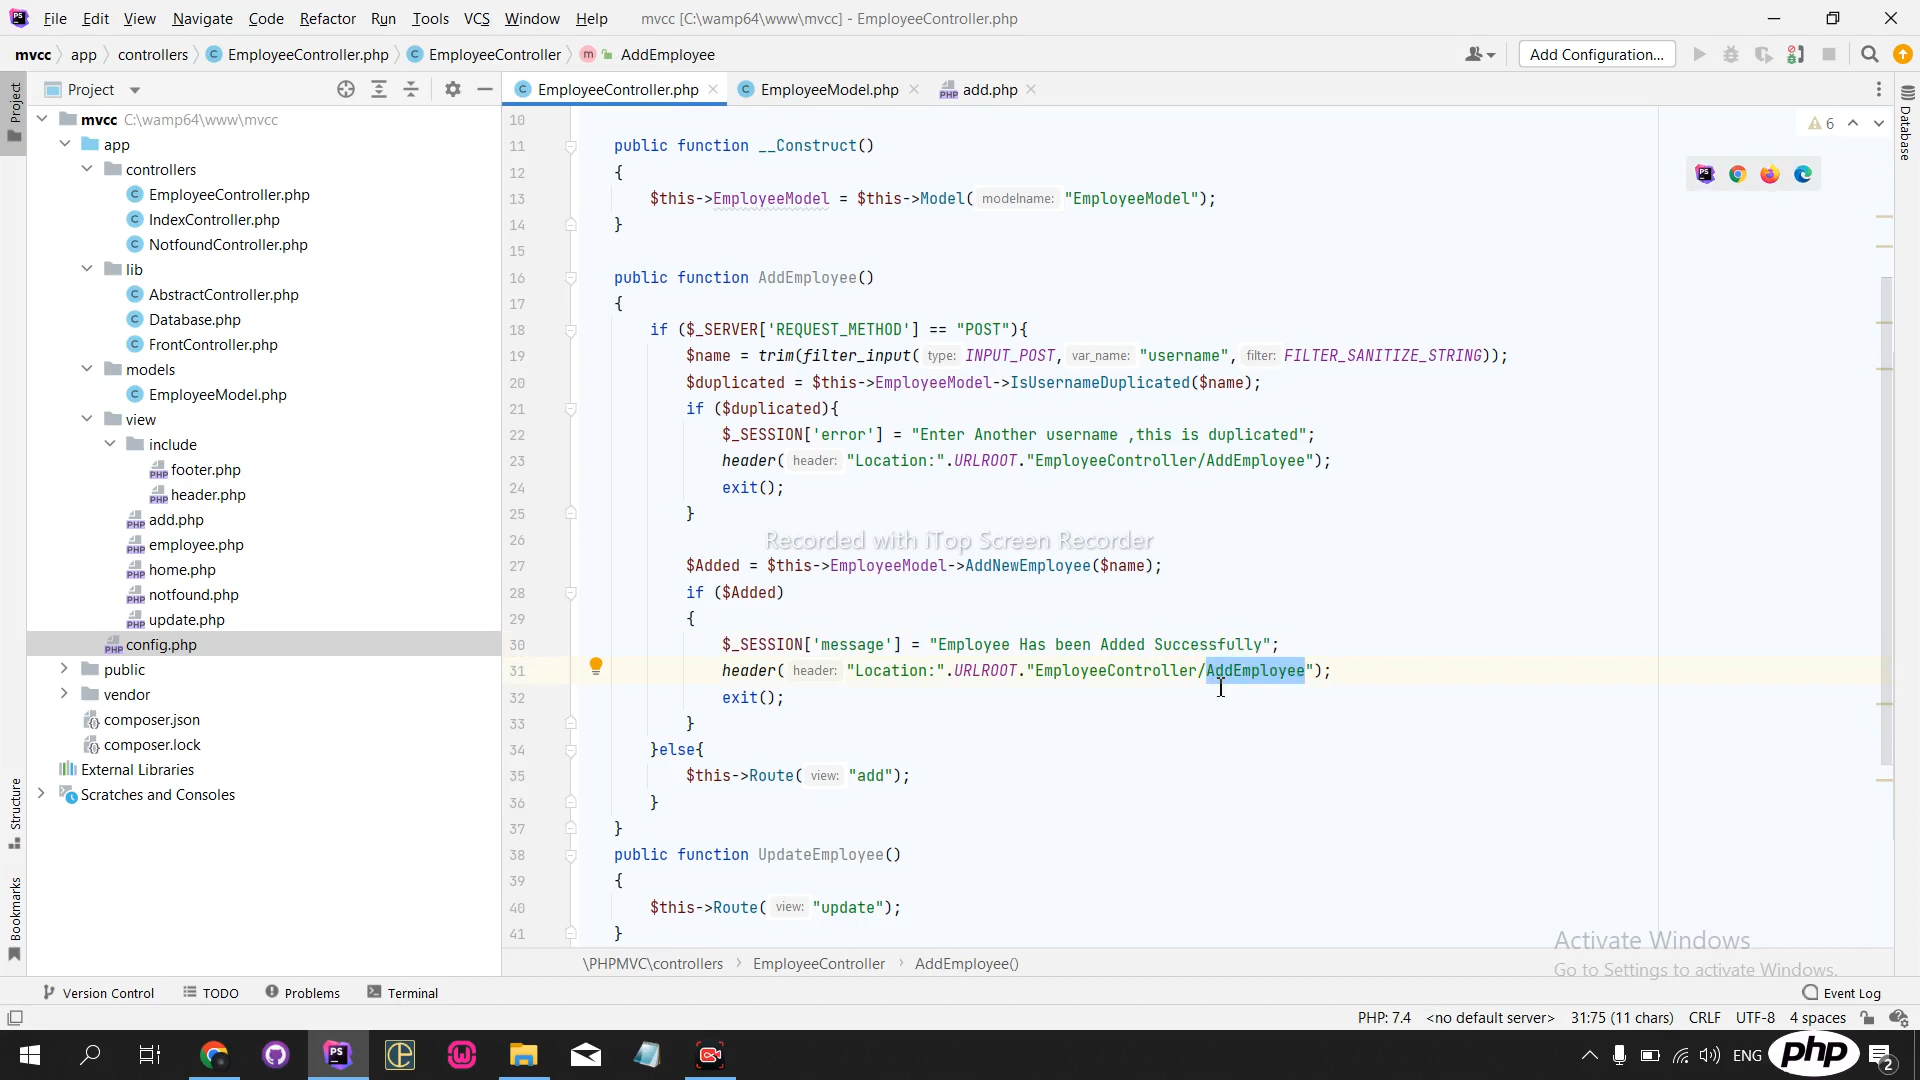 File Edit View Navigate Code Refactor Run Tools VCS Window Help mvcc [C:\wamp64\www\mvcc] - EmployeeController.php
mvcc app controllers EmployeeController.php EmployeeController m AddEmployee Add Configuration...
Project EmployeeController.php EmployeeModel.php add.php
mvcc C:\wamp64\www\mvcc
app
controllers
EmployeeController.php
IndexController.php
NotfoundController.php
lib
AbstractController.php
Database.php
FrontController.php
models
EmployeeModel.php
view
include
footer.php
header.php
add.php
employee.php
home.php
notfound.php
update.php
config.php
public
vendor
composer.json
composer.lock
External Libraries
Scratches and Consoles
Project
Structure
Bookmarks
Database
6
10
11 public function __Construct()
12 {
13 $this->EmployeeModel = $this->Model( modelname: "EmployeeModel");
14 }
15
16 public function AddEmployee()
17 {
18 if ($_SERVER['REQUEST_METHOD'] == "POST"){
19 $name = trim(filter_input( type: INPUT_POST, var_name: "username", filter: FILTER_SANITIZE_STRING));
20 $duplicated = $this->EmployeeModel->IsUsernameDuplicated($name);
21 if ($duplicated){
22 $_SESSION['error'] = "Enter Another username ,this is duplicated";
23 header( header: "Location:".URLROOT."EmployeeController/AddEmployee");
24 exit();
25 }
26
Recorded with iTop Screen Recorder
27 $Added = $this->EmployeeModel->AddNewEmployee($name);
28 if ($Added)
29 {
30 $_SESSION['message'] = "Employee Has been Added Successfully";
31 header( header: "Location:".URLROOT."EmployeeController/AddEmployee");
32 exit();
33 }
34 }else{
35 $this->Route( view: "add");
36 }
37 }
38 public function UpdateEmployee()
39 {
40 $this->Route( view: "update");
41 }
Activate Windows
Go to Settings to activate Windows.
\PHPMVC\controllers EmployeeController AddEmployee()
Version Control TODO Problems Terminal Event Log
PHP: 7.4 <no default server> 31:75 (11 chars) CRLF UTF-8 4 spaces
ENG php 2